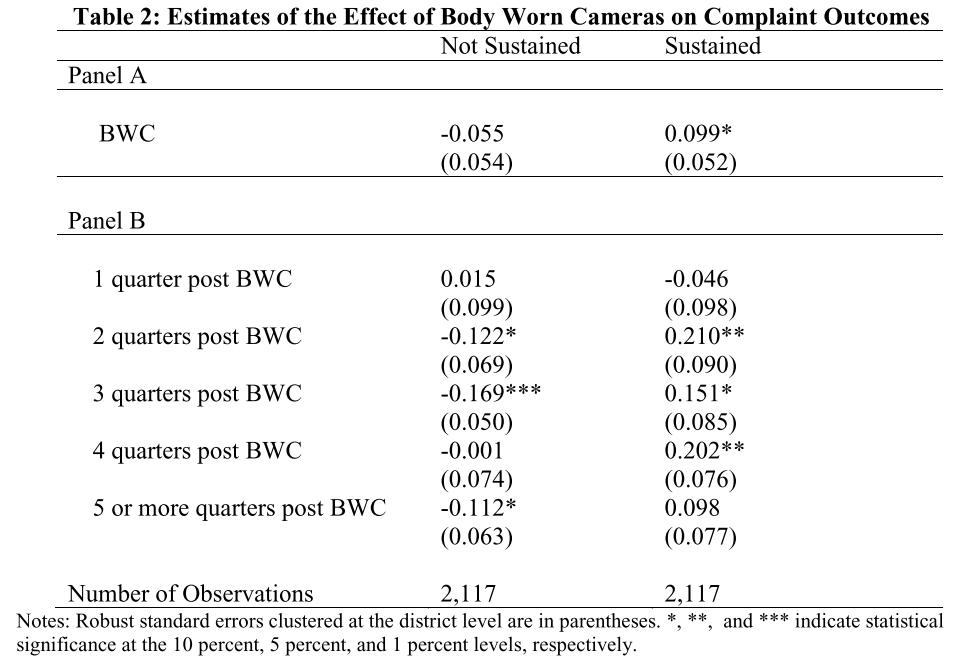 Table 2: Estimates of the Effect of Body Worn Cameras on Complaint Outcomes
Not Sustained Sustained
Panel A
BWC -0.055 0.099*
(0.054) (0.052)
Panel B
1 quarter post BWC 0.015 -0.046
(0.099) (0.098)
2 quarters post BWC -0.122* 0.210**
(0.069) (0.090)
3 quarters post BWC -0.169*** 0.151*
(0.050) (0.085)
4 quarters post BWC -0.001 0.202**
(0.074) (0.076)
5 or more quarters post BWC -0.112* 0.098
(0.063) (0.077)
Number of Observations 2,117 2,117
Notes: Robust standard errors clustered at the district level are in parentheses. *, **, and *** indicate statistical
significance at the 10 percent, 5 percent, and 1 percent levels, respectively.